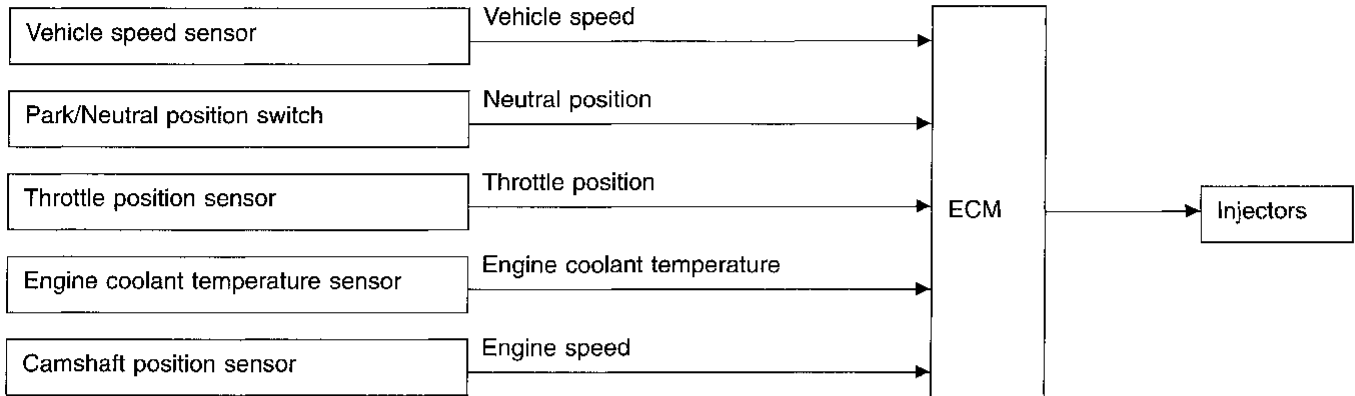 Vehicle speed sensor
Vehicle speed
Park/Neutral position switch
Neutral position
Throttle position sensor
Throttle position
ECM
Injectors
Engine coolant temperature sensor
Engine coolant temperature
Camshaft position sensor
Engine speed